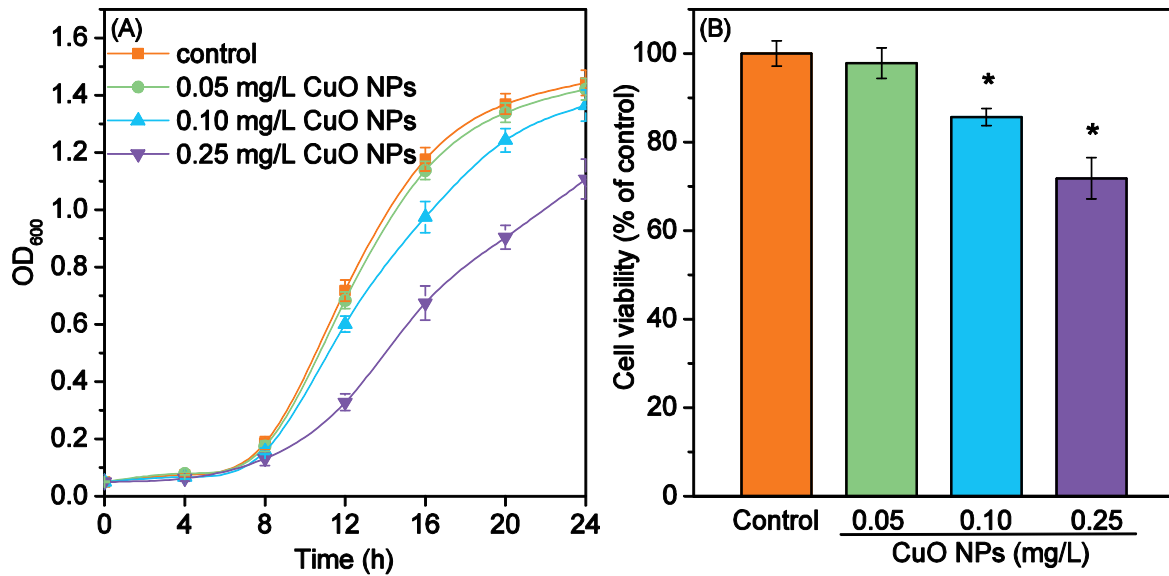 (A)
control
0.05 mg/L CuO NPs
0.10 mg/L CuO NPs
0.25 mg/L CuO NPs
OD600
1.6
1.4
1.2
1.0
0.8
0.6
0.4
0.2
0.0
0 4 8 12 16 20 24
Time (h)
(B)
*
*
Cell viability (% of control)
100
80
60
40
20
0
Control 0.05 0.10 0.25
CuO NPs (mg/L)